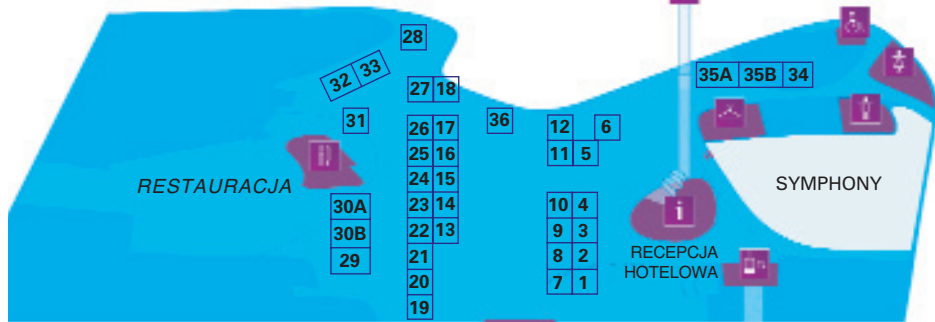 28
32 33
35A 35B 34
27 18
31
36
26 17
12 6
25 16
11 5
RESTAURACJA
24 15
SYMPHONY
30A
23 14
10 4
i
30B
22 13
9 3
RECEPCJA
HOTELOWA
29
21
8 2
20
7 1
19